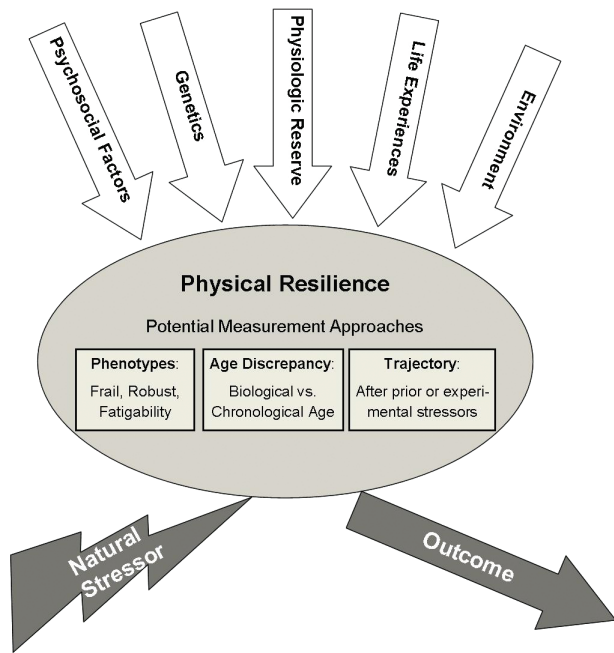 Psychosocial Factors
Genetics
Physiologic Reserve
Life Experiences
Environment
Physical Resilience
Potential Measurement Approaches
Phenotypes:
Frail, Robust,
Fatigability
Age Discrepancy:
Biological vs.
Chronological Age
Trajectory:
After prior or experi-
mental stressors
Natural
Stressor
Outcome